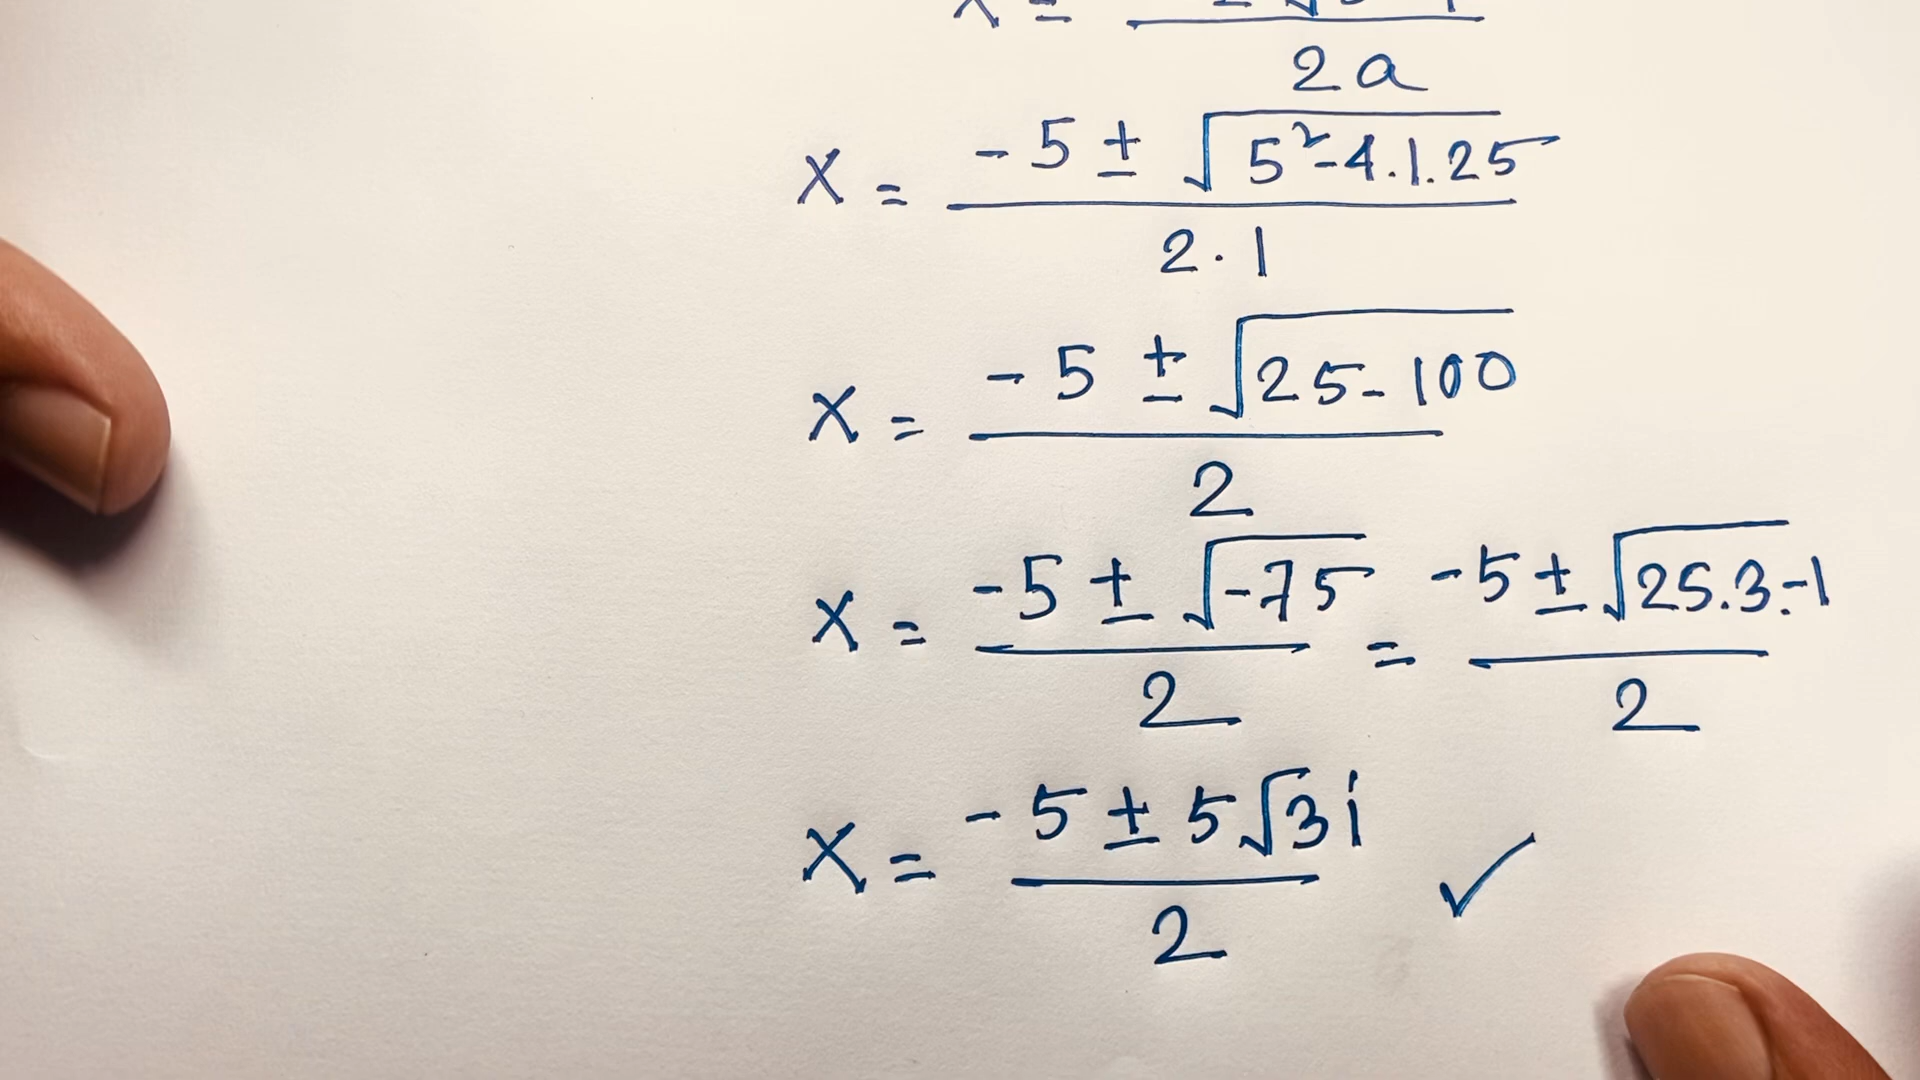 2a
x = -5 ± √5²-4.1.25
2.1
x = -5 ± √25-100
2
x = -5 ± √-75 = -5 ± √25.3.-1
2 2
x = -5 ± 5√3i ✓
2